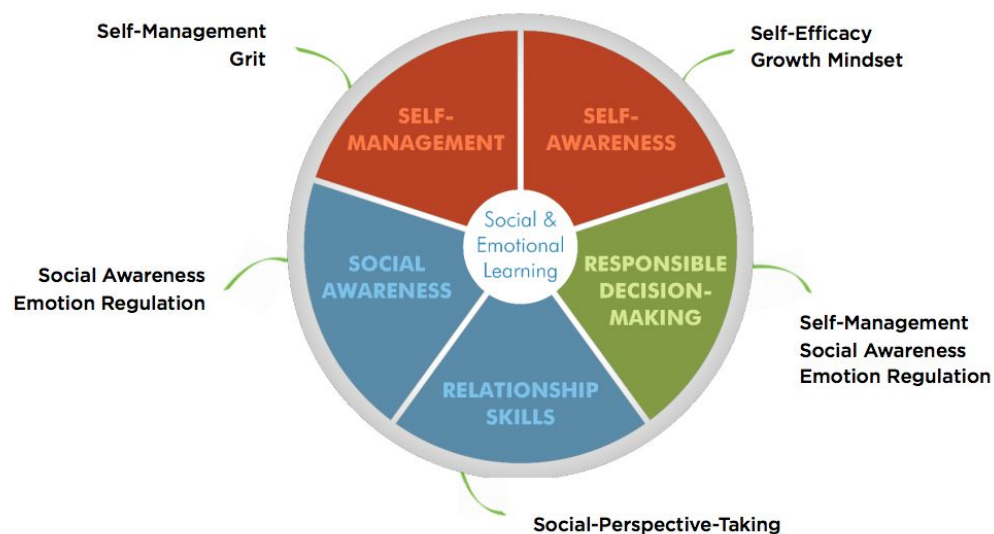 Self-Management
Grit
Self-Efficacy
Growth Mindset
SELF-
MANAGEMENT
SELF-
AWARENESS
Social &
Emotional
Learning
SOCIAL
AWARENESS
RESPONSIBLE
DECISION-
MAKING
RELATIONSHIP
SKILLS
Social Awareness
Emotion Regulation
Self-Management
Social Awareness
Emotion Regulation
Social-Perspective-Taking